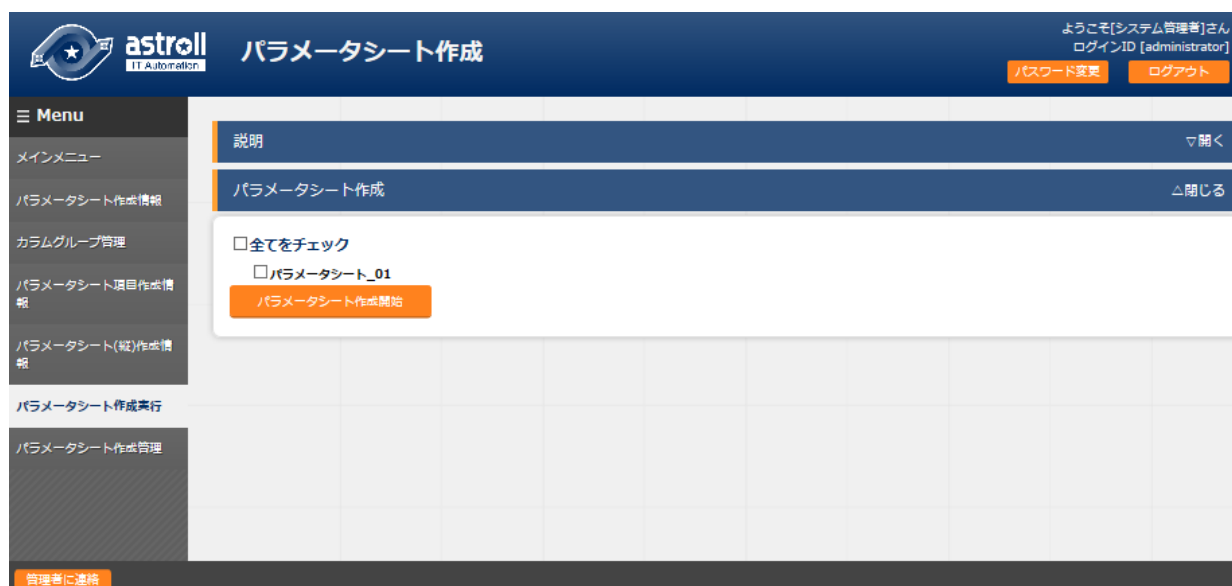 astroll
IT Automation
パラメータシート作成
ようこそ[システム管理者]さん
ログインID [administrator]
パスワード変更
ログアウト
☰ Menu
メインメニュー
パラメータシート作成情報
カラムグループ管理
パラメータシート項目作成情
報
パラメータシート(縦)作成情
報
パラメータシート作成実行
パラメータシート作成管理
説明
▽開く
パラメータシート作成
△閉じる
全てをチェック
パラメータシート_01
パラメータシート作成開始
管理者に連絡